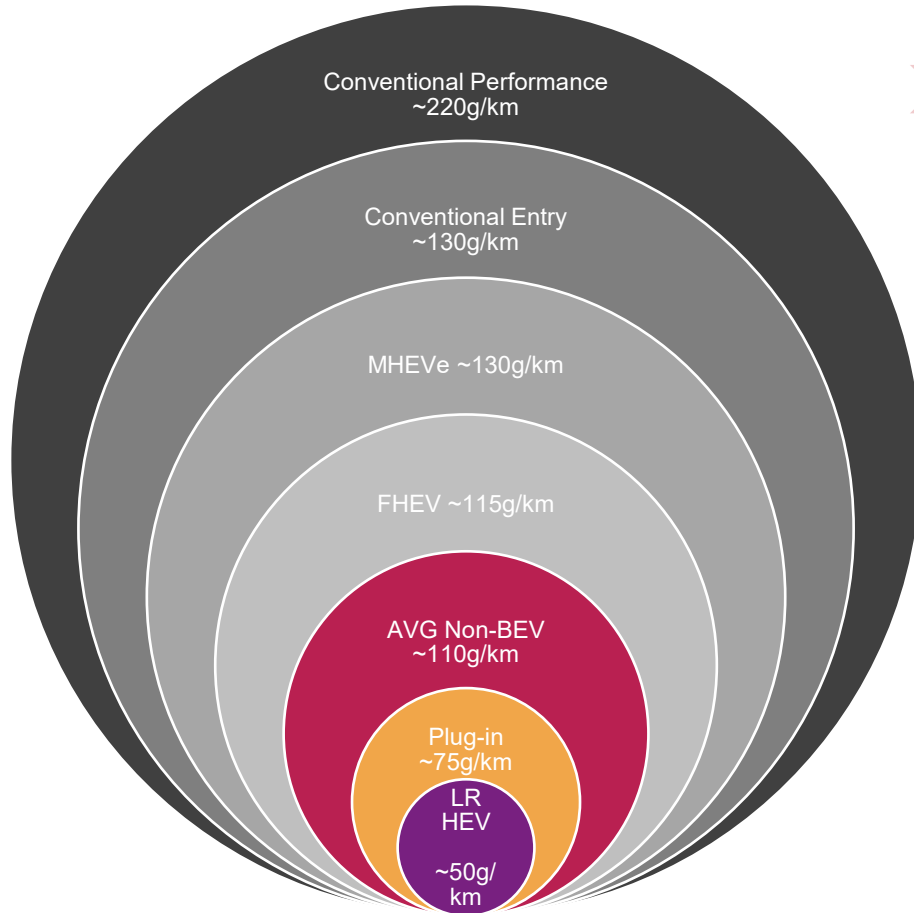 Conventional Performance
~220g/km
Conventional Entry
~130g/km
MHEVe ~130g/km
FHEV ~115g/km
AVG Non-BEV
~110g/km
Plug-in
~75g/km
LR
HEV
~50g/
km